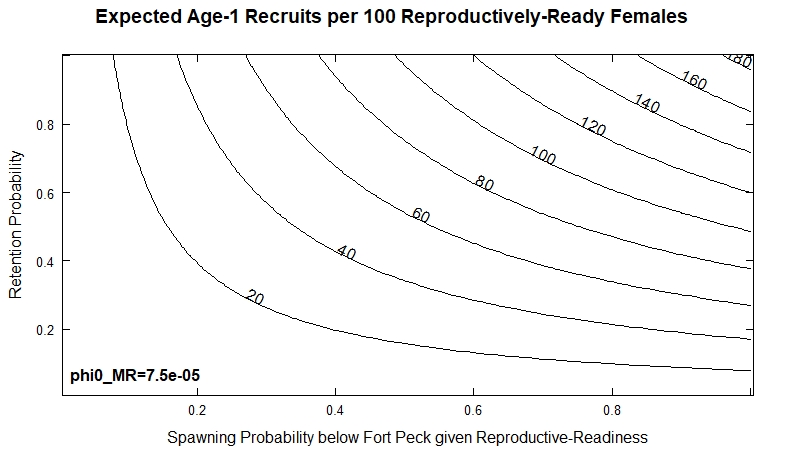 Expected Age-1 Recruits per 100 Reproductively-Ready Females
180
160
140
120
100
80
60
40
20
0.8
0.6
0.4
0.2
Retention Probability
phi0_MR=7.5e-05
0.2 0.4 0.6 0.8
Spawning Probability below Fort Peck given Reproductive-Readiness